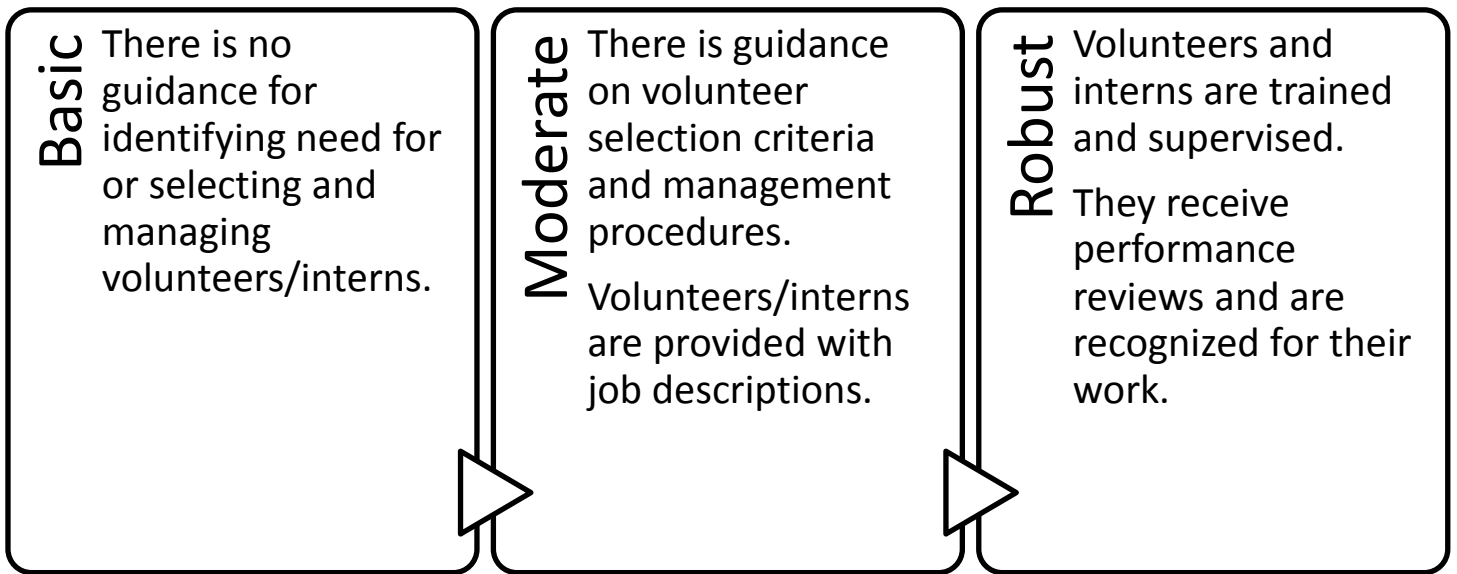 Basic
There is no
guidance for
identifying need for
or selecting and
managing
volunteers/interns.
Moderate
There is guidance
on volunteer
selection criteria
and management
procedures.
Volunteers/interns
are provided with
job descriptions.
Robust
Volunteers and
interns are trained
and supervised.
They receive
performance
reviews and are
recognized for their
work.